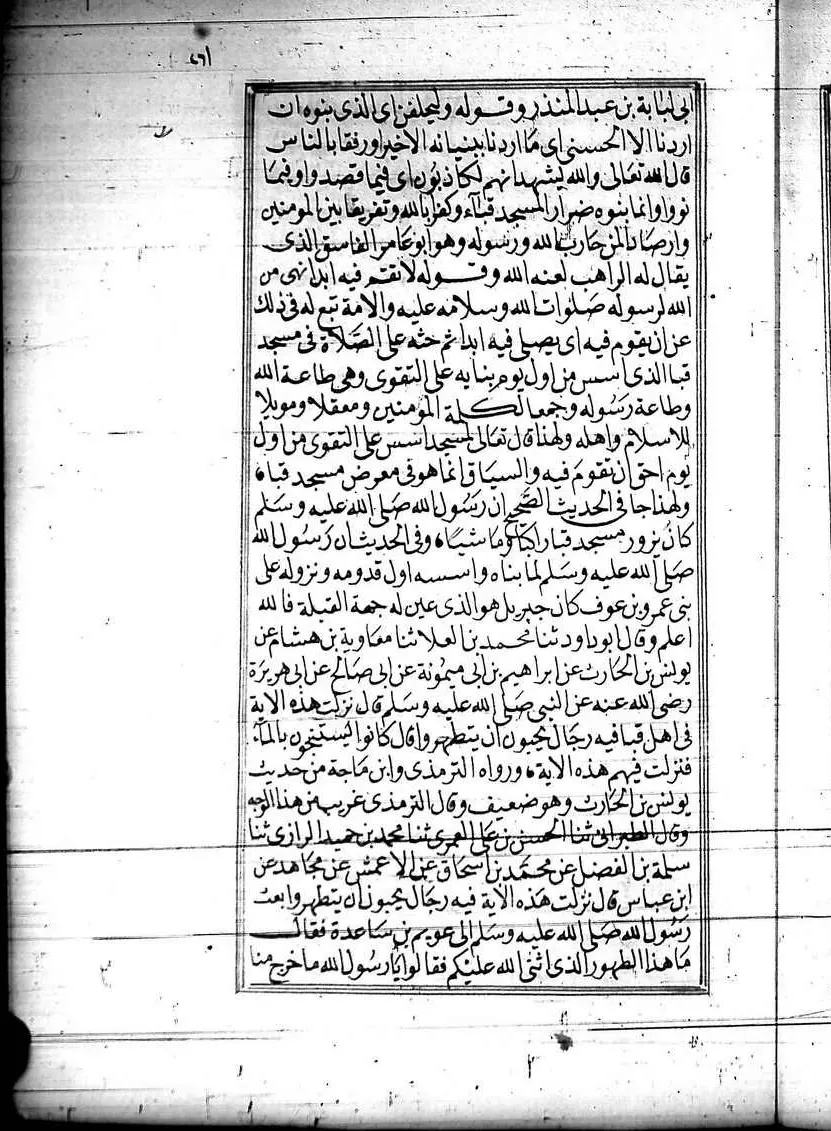 ٢٦١
ابى لبابة بن عبد المنذر وقوله وليحلفن اى الذى بنوه ان
اردنا الا الحسنى اى ما اردنا ببنيانه الاخيرا ورفقا بالناس
قال الله تعالى والله يشهد انهم لكاذبون اى فيما قصدوا وفيما
نووا وانما بنوه ضرارا لمسجد قباء وكفرا بالله وتفريقا بين المومنين
وارصادا لمن حارب الله ورسوله وهو ابو عامر الفاسق الذى
يقال له الراهب لعنه الله وقوله لا تقم فيه ابدا نهى من
الله لرسوله صلوات الله وسلامه عليه والامة تبع له فى ذلك
عن ان يقوم فيه اى يصلى فيه ابدا ثم حثه على الصلاة فى مسجد
قبا الذى اسس من اول يوم بنايه على التقوى وهى طاعة الله
وطاعة رسوله وجمعا لكلمة المومنين ومعقلا ومويلا
للاسلام واهله ولهذا قال تعالى لمسجد اسس على التقوى من اول
يوم احق ان تقوم فيه والسياق انما هو فى معرض مسجد قباء
ولهذا جا فى الحديث الصحيح ان رسول الله صلى الله عليه وسلم
كان يزور مسجد قبا راكبا وماشيا وفى الحديث ان رسول الله
صلى الله عليه وسلم لما بناه واسسه اول قدومه ونزوله على
بنى عمرو بن عوف كان جبريل هو الذى عين له جهة القبلة فالله
اعلم وقال ابو داود ثنا محمد بن العلا ثنا معاوية بن هشام عن
يونس بن الحارث عن ابراهيم بن ابى ميمونة عن ابى صالح عن ابى هريرة
رضى الله عنه عن النبى صلى الله عليه وسلم قال نزلت هذه الاية
فى اهل قبا فيه رجال يحبون ان يتطهروا قال كانوا يستنجون بالماء
فنزلت فيهم هذه الاية ورواه الترمذى وابن ماجة من حديث
يونس بن الحارث وهو ضعيف وقال الترمذى غريب من هذا الوجه
وقال الطبرانى ثنا الحسن بن على المعمرى ثنا محمد بن حميد الرازى ثنا
سلمة بن الفضل عن محمد بن اسحاق عن الاعمش عن مجاهد عن
ابن عباس قال نزلت هذه الاية فيه رجال يحبون ان يتطهروا بعث
رسول الله صلى الله عليه وسلم الى عويم بن ساعدة فقال
ما هذا الطهور الذى اثنى الله عليكم فقالوا يا رسول الله ما خرج منا